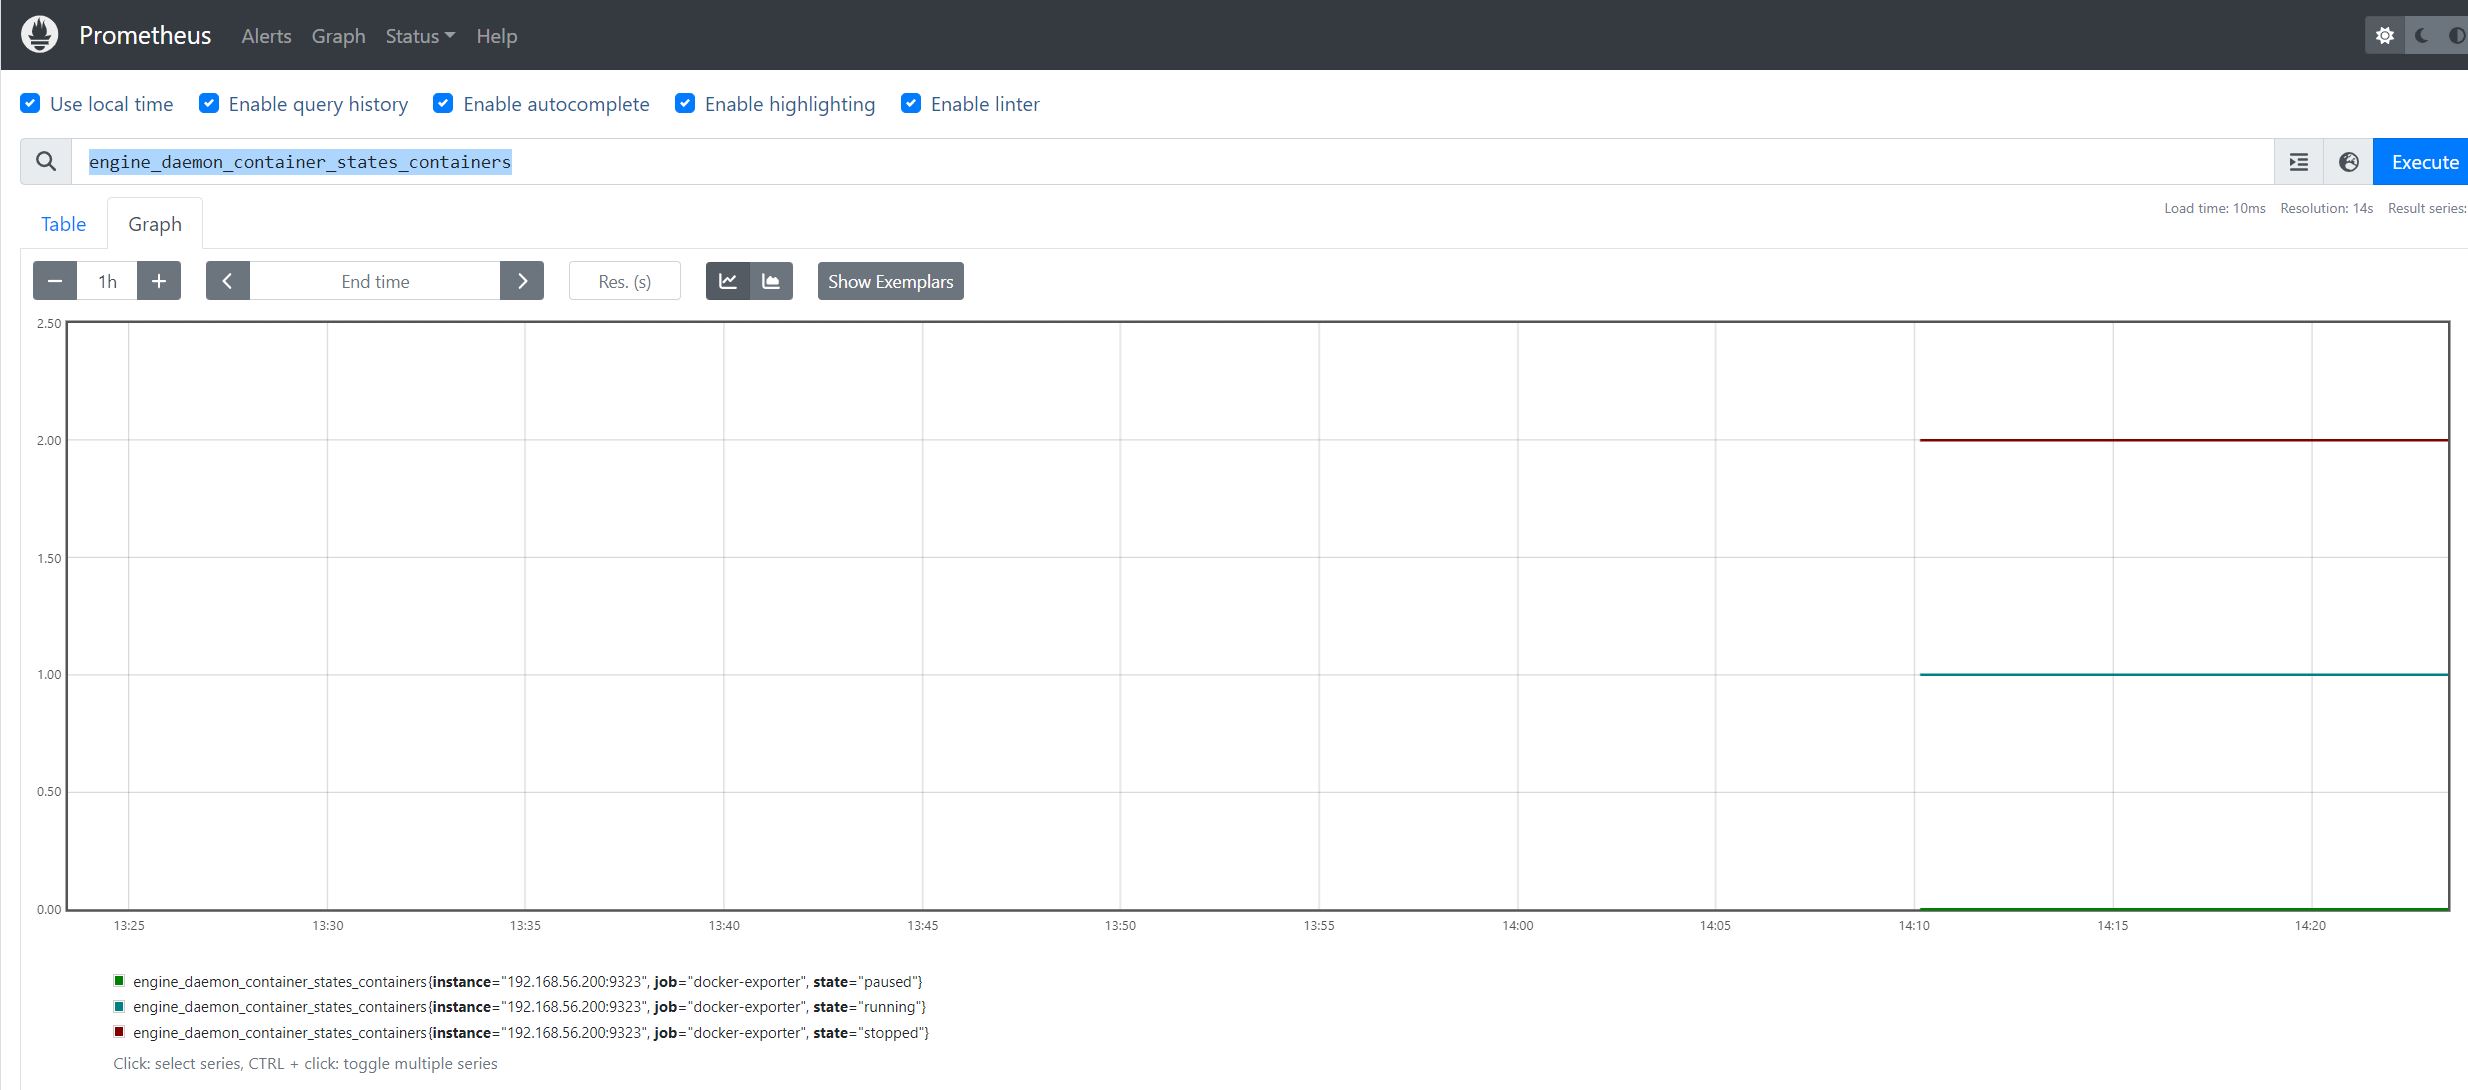 Prometheus Alerts Graph Status Help
Use local time Enable query history Enable autocomplete Enable highlighting Enable linter
engine_daemon_container_states_containers Execute
Table Graph Load time: 10ms Resolution: 14s Result series:
1h End time Res. (s) Show Exemplars
2.50
2.00
1.50
1.00
0.50
0.00
13:25 13:30 13:35 13:40 13:45 13:50 13:55 14:00 14:05 14:10 14:15 14:20
engine_daemon_container_states_containers{instance="192.168.56.200:9323", job="docker-exporter", state="paused"}
engine_daemon_container_states_containers{instance="192.168.56.200:9323", job="docker-exporter", state="running"}
engine_daemon_container_states_containers{instance="192.168.56.200:9323", job="docker-exporter", state="stopped"}
Click: select series, CTRL + click: toggle multiple series